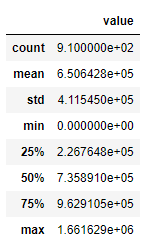 value
count 9.100000e+02
mean 6.506428e+05
std 4.115450e+05
min 0.000000e+00
25% 2.267648e+05
50% 7.358910e+05
75% 9.629105e+05
max 1.661629e+06